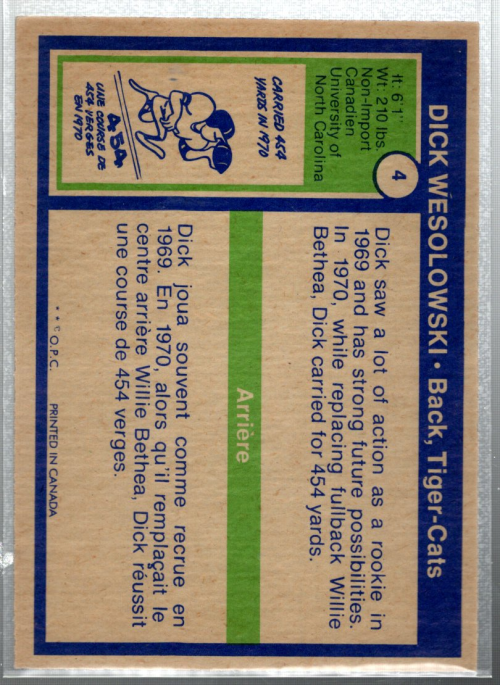 DICK WESOLOWSKI • Back, Tiger-Cats
4
Ht: 6'1"
Wt: 210 lbs.
Non-Import
Canadien
University of
North Carolina
CARRIED 454
YARDS IN 1970
454
UNE COURSE DE
454 VERGES
EN 1970
Dick saw a lot of action as a rookie in
1969 and has strong future possibilities.
In 1970, while replacing fullback Willie
Bethea, Dick carried for 454 yards.
Arrière
Dick joua souvent comme recrue en
1969. En 1970, alors qu'il remplaçait le
centre arrière Willie Bethea, Dick réussit
une course de 454 verges.
* * © O.P.C. PRINTED IN CANADA